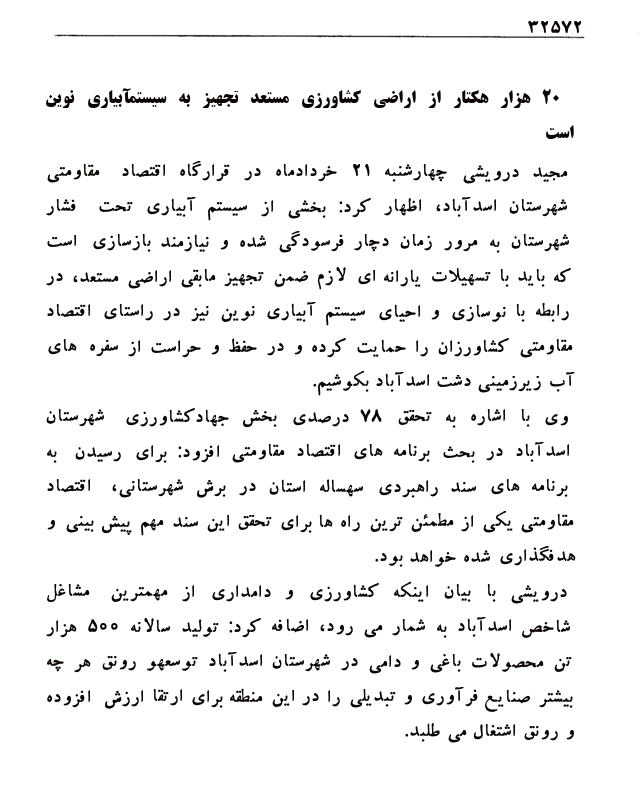 ۳۲۵۷۲
۲۰ هزار هکتار از اراضی کشاورزی مستعد تجهیز به سیستمآبیاری نوین
است
مجید درویشی چهارشنبه ۲۱ خردادماه در قرارگاه اقتصاد مقاومتی
شهرستان اسدآباد، اظهار کرد: بخشی از سیستم آبیاری تحت فشار
شهرستان به مرور زمان دچار فرسودگی شده و نیازمند بازسازی است
که باید با تسهیلات یارانه ای لازم ضمن تجهیز مابقی اراضی مستعد، در
رابطه با نوسازی و احیای سیستم آبیاری نوین نیز در راستای اقتصاد
مقاومتی کشاورزان را حمایت کرده و در حفظ و حراست از سفره های
آب زیرزمینی دشت اسدآباد بکوشیم.
وی با اشاره به تحقق ۷۸ درصدی بخش جهادکشاورزی شهرستان
اسدآباد در بحث برنامه های اقتصاد مقاومتی افزود: برای رسیدن به
برنامه های سند راهبردی سهساله استان در برش شهرستانی، اقتصاد
مقاومتی یکی از مطمئن ترین راه ها برای تحقق این سند مهم پیش بینی و
هدفگذاری شده خواهد بود.
درویشی با بیان اینکه کشاورزی و دامداری از مهمترین مشاغل
شاخص اسدآباد به شمار می رود، اضافه کرد: تولید سالانه ۵۰۰ هزار
تن محصولات باغی و دامی در شهرستان اسدآباد توسعهو رونق هر چه
بیشتر صنایع فرآوری و تبدیلی را در این منطقه برای ارتقا ارزش افزوده
و رونق اشتغال می طلبد.